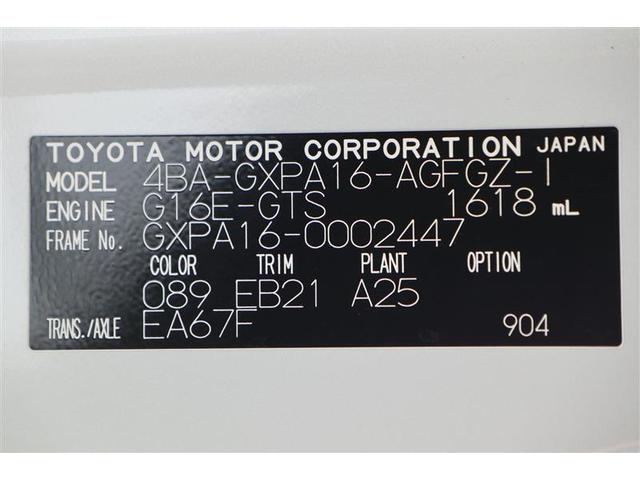 TOYOTA MOTOR CORPORATION JAPAN
MODEL 4BA-GXPA16-AGFGZ-I
ENGINE G16E-GTS 1618 mL
FRAME No. GXPA16-0002447
COLOR TRIM PLANT OPTION
089 EB21 A25
TRANS./AXLE EA67F 904